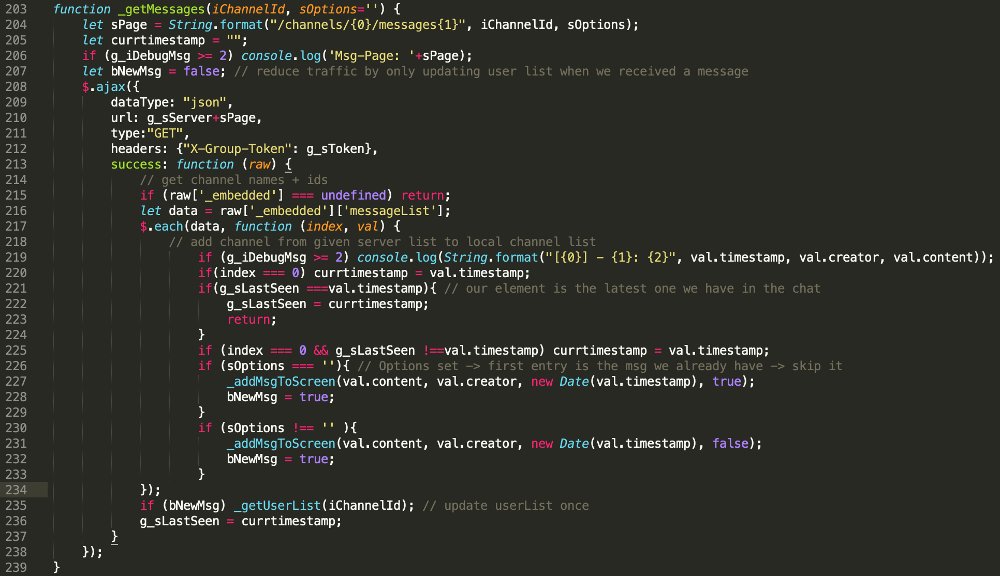 203 function _getMessages(iChannelId, sOptions='') {
204 let sPage = String.format("/channels/{0}/messages{1}", iChannelId, sOptions);
205 let currtimestamp = "";
206 if (g_iDebugMsg >= 2) console.log('Msg-Page: '+sPage);
207 let bNewMsg = false; // reduce traffic by only updating user list when we received a message
208 $.ajax({
209 dataType: "json",
210 url: g_sServer+sPage,
211 type:"GET",
212 headers: {"X-Group-Token": g_sToken},
213 success: function (raw) {
214 // get channel names + ids
215 if (raw['_embedded'] === undefined) return;
216 let data = raw['_embedded']['messageList'];
217 $.each(data, function (index, val) {
218 // add channel from given server list to local channel list
219 if (g_iDebugMsg >= 2) console.log(String.format("[{0}] - {1}: {2}", val.timestamp, val.creator, val.content));
220 if(index === 0) currtimestamp = val.timestamp;
221 if(g_sLastSeen ===val.timestamp){ // our element is the latest one we have in the chat
222 g_sLastSeen = currtimestamp;
223 return;
224 }
225 if (index === 0 && g_sLastSeen !==val.timestamp) currtimestamp = val.timestamp;
226 if (sOptions === ''){ // Options set -> first entry is the msg we already have -> skip it
227 _addMsgToScreen(val.content, val.creator, new Date(val.timestamp), true);
228 bNewMsg = true;
229 }
230 if (sOptions !== '' ){
231 _addMsgToScreen(val.content, val.creator, new Date(val.timestamp), false);
232 bNewMsg = true;
233 }
234 });
235 if (bNewMsg) _getUserList(iChannelId); // update userList once
236 g_sLastSeen = currtimestamp;
237 }
238 });
239 }